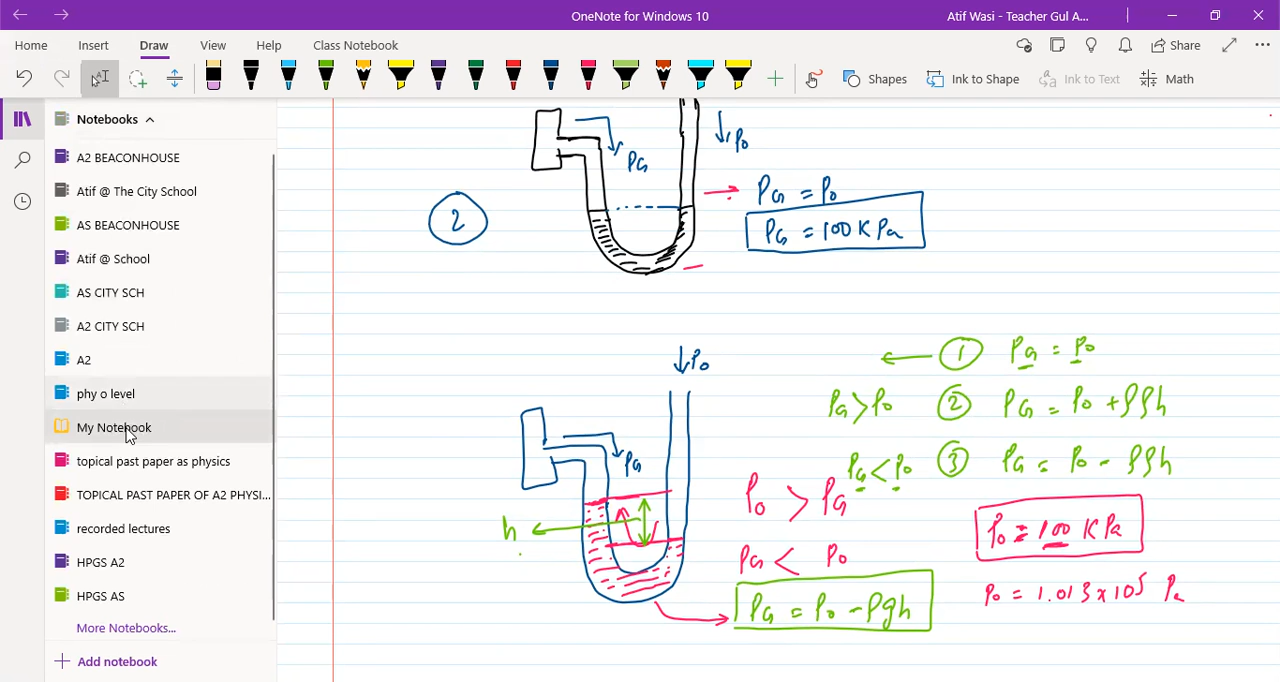 OneNote for Windows 10
Atif Wasi - Teacher Gul A...
Home Insert Draw View Help Class Notebook
Share
Shapes Ink to Shape Ink to Text Math
Notebooks
A2 BEACONHOUSE
Atif @ The City School
AS BEACONHOUSE
Atif @ School
AS CITY SCH
A2 CITY SCH
A2
phy o level
My Notebook
topical past paper as physics
TOPICAL PAST PAPER OF A2 PHYSI...
recorded lectures
HPGS A2
HPGS AS
More Notebooks...
Add notebook
PG
Po
2
PG = Po
PG = 100 K Pa
Po
PG
h
1 PG = Po
PG > Po 2 PG = Po + ρgh
PG < Po 3 PG = Po - ρgh
Po > PG
PG < Po
PG = Po - ρgh
Po = 100 K Pa
Po = 1.013 x 10⁵ Pa